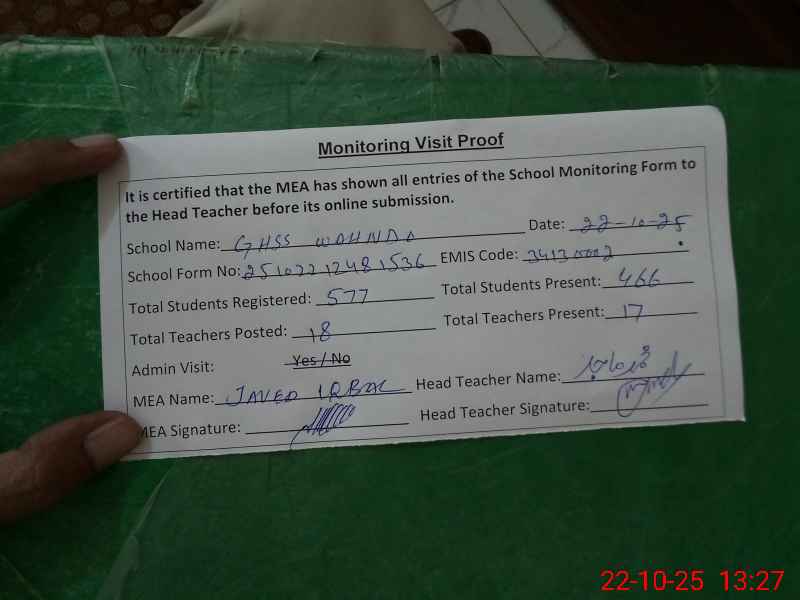 Monitoring Visit Proof
It is certified that the MEA has shown all entries of the School Monitoring Form to
the Head Teacher before its online submission.
School Name: GHSS WOHNDO Date: 22-10-25
School Form No: 25102212481536 EMIS Code: 34130002
Total Students Registered: 577 Total Students Present: 466
Total Teachers Posted: 18 Total Teachers Present: 17
Admin Visit: Yes / No
MEA Name: JAVED IQBAL Head Teacher Name:
MEA Signature: Head Teacher Signature:
22-10-25 13:27